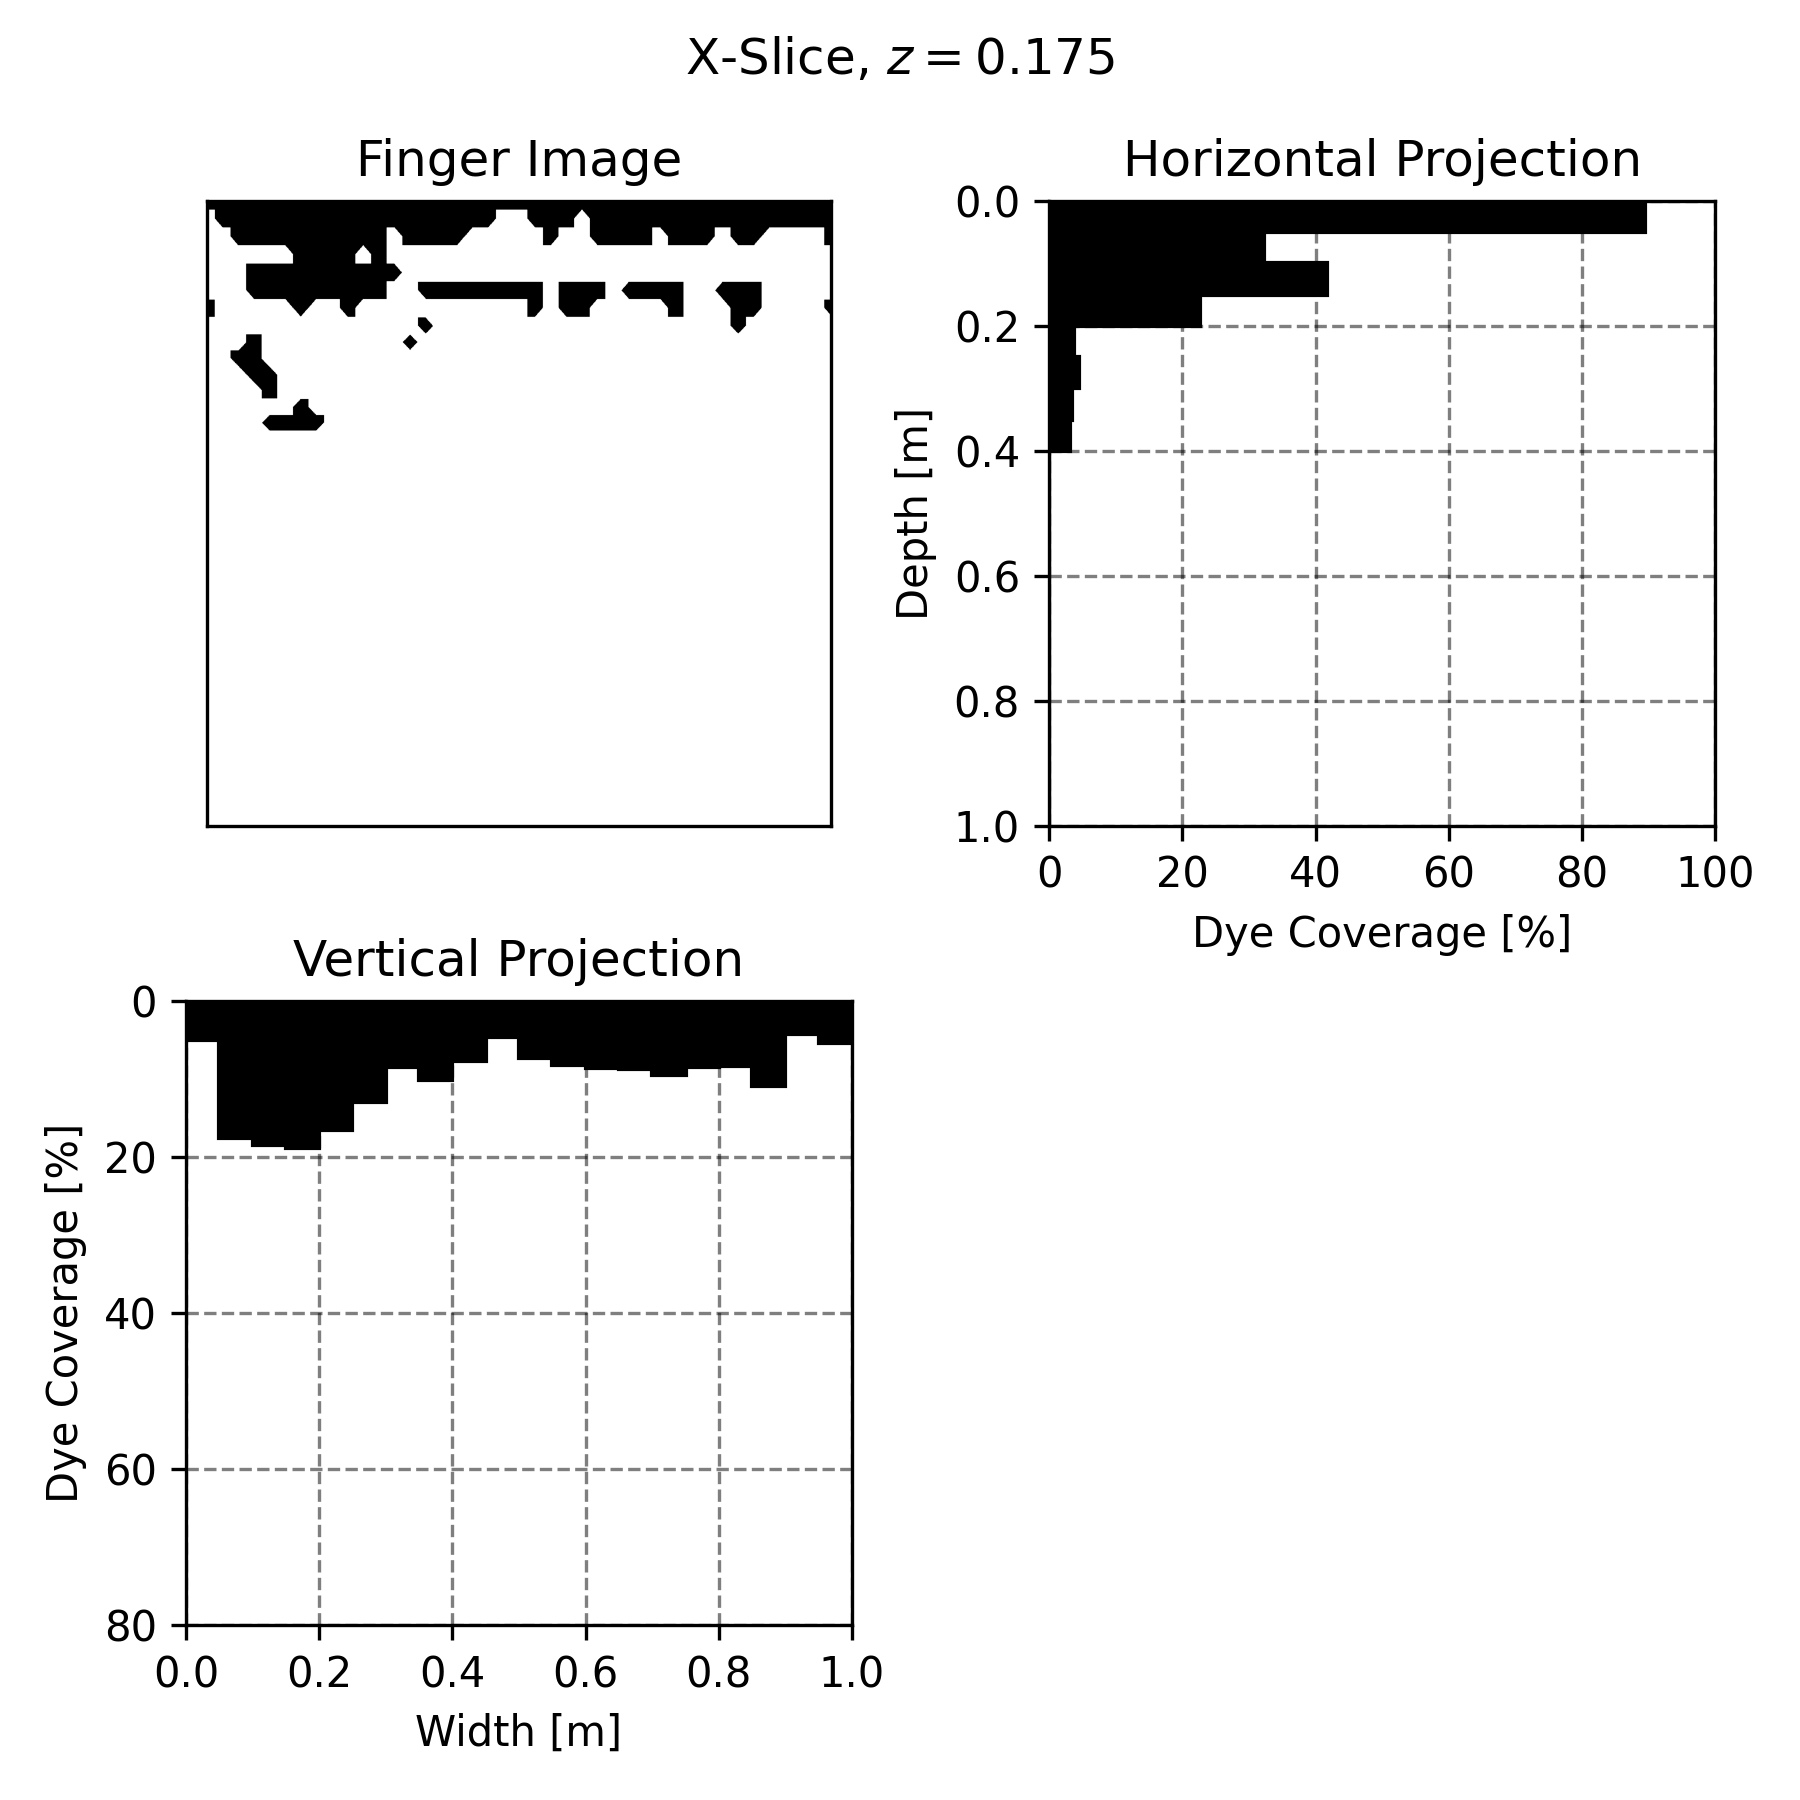 X-Slice, z = 0.175
Finger Image
Horizontal Projection
0.0
0.2
0.4
0.6
0.8
1.0
Depth [m]
0 20 40 60 80 100
Dye Coverage [%]
Vertical Projection
0
20
40
60
80
Dye Coverage [%]
0.0 0.2 0.4 0.6 0.8 1.0
Width [m]